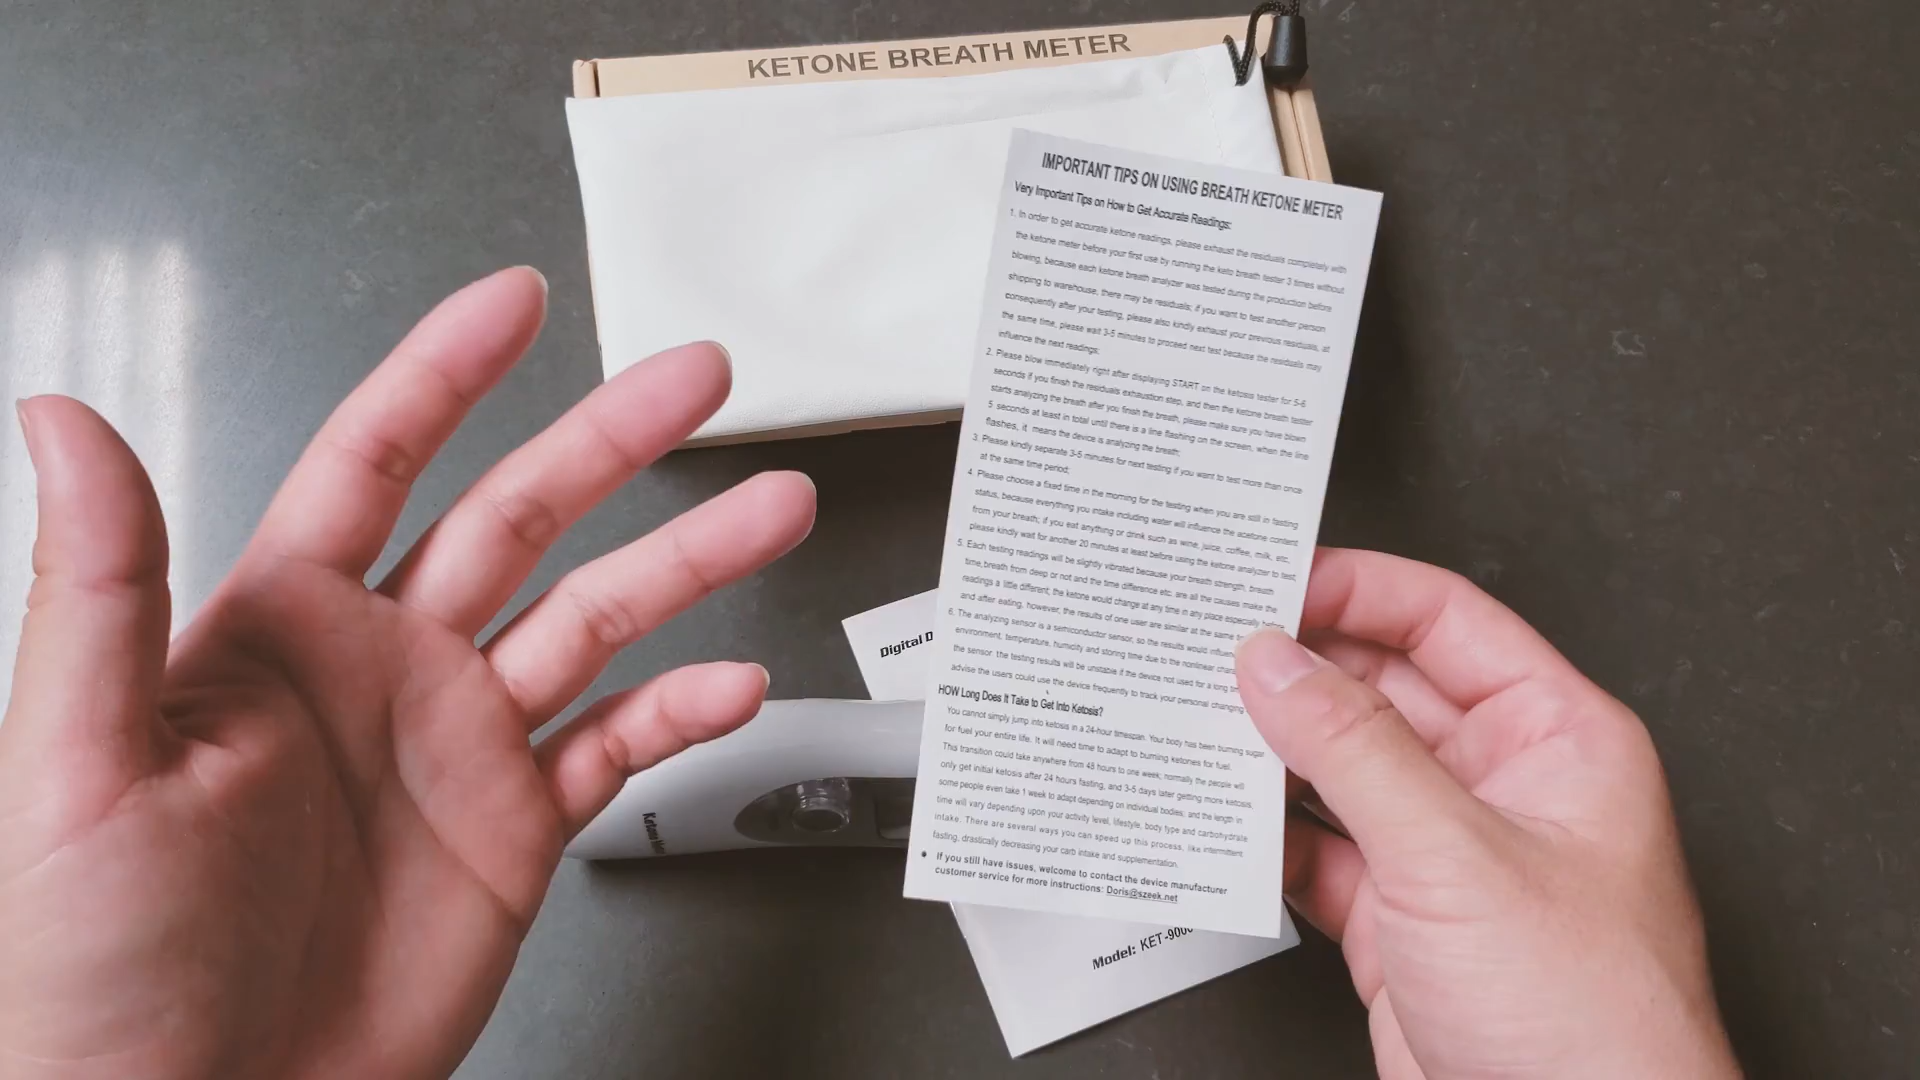 KETONE BREATH METER
IMPORTANT TIPS ON USING BREATH KETONE METER
Very Important Tips on How to Get Accurate Readings:
1. In order to get accurate ketone readings, please exhaust the residuals completely with
the ketone meter before your first use by running the keto breath tester 3 times without
blowing, because each ketone breath analyzer was tested during the production before
shipping to warehouse, there may be residuals; if you want to test another person
consequently after your testing, please also kindly exhaust your previous residuals, at
the same time, please wait 3-5 minutes to proceed next test because the residuals may
influence the next readings;
2. Please blow immediately right after displaying START on the ketosis tester for 5-6
seconds if you finish the residuals exhaustion step, and then the ketone breath tester
starts analyzing the breath after you finish the breath, please make sure you have blown
5 seconds at least in total until there is a line flashing on the screen, when the line
flashes, it means the device is analyzing the breath;
3. Please kindly separate 3-5 minutes for next testing if you want to test more than once
at the same time period;
4. Please choose a fixed time in the morning for the testing when you are still in fasting
status, because everything you intake including water will influence the acetone content
from your breath; if you eat anything or drink such as wine, juice, coffee, milk, etc,
please kindly wait for another 20 minutes at least before using the ketone analyzer to test;
5. Each testing readings will be slightly vibrated because your breath strength, breath
time, breath from deep or not and the time difference etc. are all the causes make the
readings a little different, the ketone would change at any time in any place especially before
and after eating, however, the results of one user are similar at the same
6. The analyzing sensor is a semiconductor sensor, so the results would
environment, temperature, humidity and storing time due to the nonlinear
the sensor. the testing results will be unstable if the device not used for a long
advise the users could use the device frequently to track your personal changing
HOW Long Does It Take to Get Into Ketosis?
You cannot simply jump into ketosis in a 24-hour timespan. Your body has been burning sugar
for fuel your entire life. It will need time to adapt to burning ketones for fuel.
This transition could take anywhere from 48 hours to one week; normally the people will
only get initial ketosis after 24 hours fasting, and 3-5 days later getting more ketosis,
some people even take 1 week to adapt depending on individual bodies; and the length in
time will vary depending upon your activity level, lifestyle, body type and carbohydrate
intake. There are several ways you can speed up this process, like intermittent
fasting, drastically decreasing your carb intake and supplementation.
● If you still have issues, welcome to contact the device manufacturer
customer service for more instructions: Doris@szeek.net
Digital
Ketone
Model: KET-900